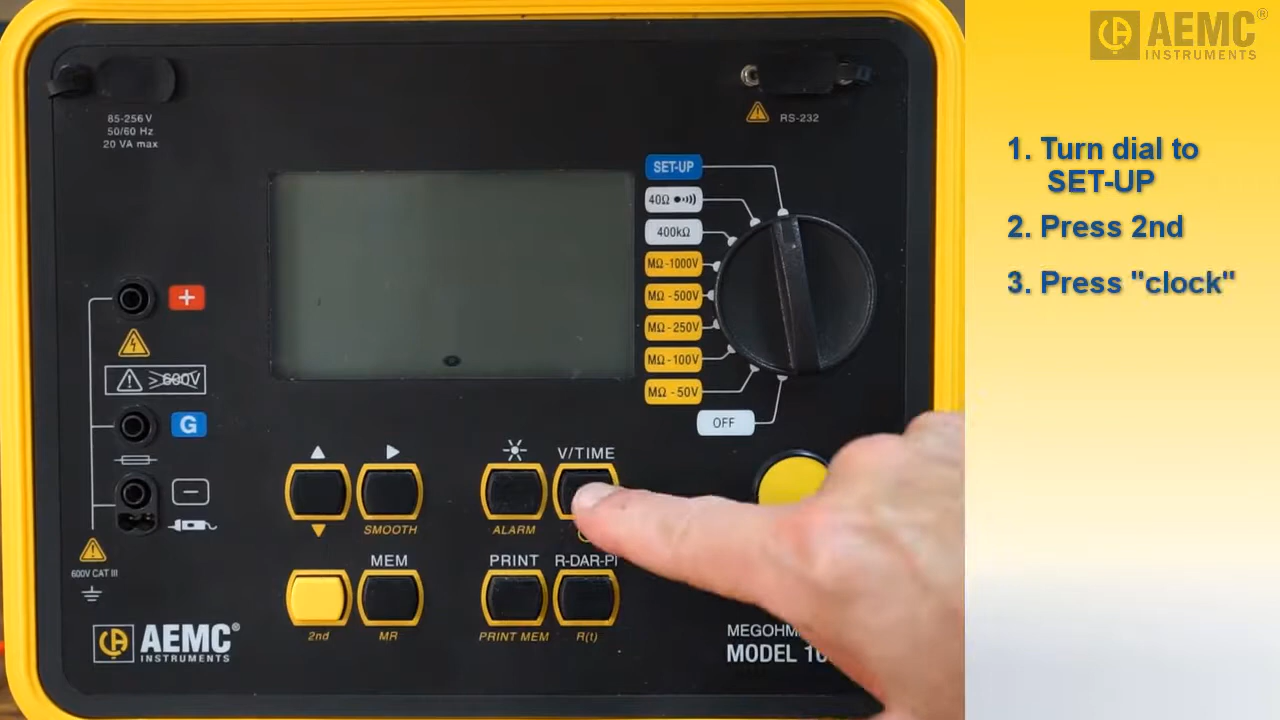 AEMC®
INSTRUMENTS
1. Turn dial to
SET-UP
2. Press 2nd
3. Press "clock"
85-256 V
50/60 Hz
20 VA max
RS-232
SET-UP
40Ω
400kΩ
MΩ-1000V
MΩ-500V
MΩ-250V
MΩ-100V
MΩ-50V
OFF
+
>600V
G
−
600V CAT III
V/TIME
SMOOTH
ALARM
MEM
PRINT
R-DAR-PI
2nd
MR
PRINT MEM
R(t)
AEMC®
INSTRUMENTS
MODEL